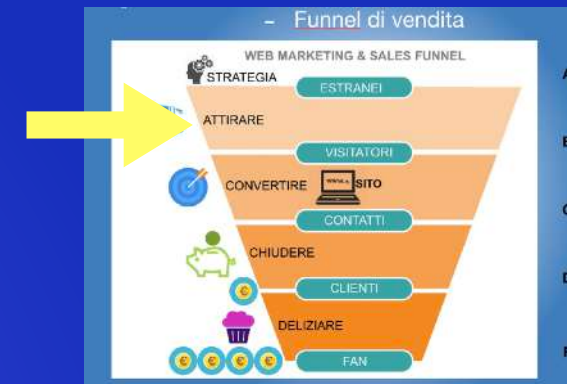 - Funnel di vendita
WEB MARKETING & SALES FUNNEL
STRATEGIA
ESTRANEI
ATTIRARE
VISITATORI
CONVERTIRE
SITO
CONTATTI
CHIUDERE
CLIENTI
DELIZIARE
FAN